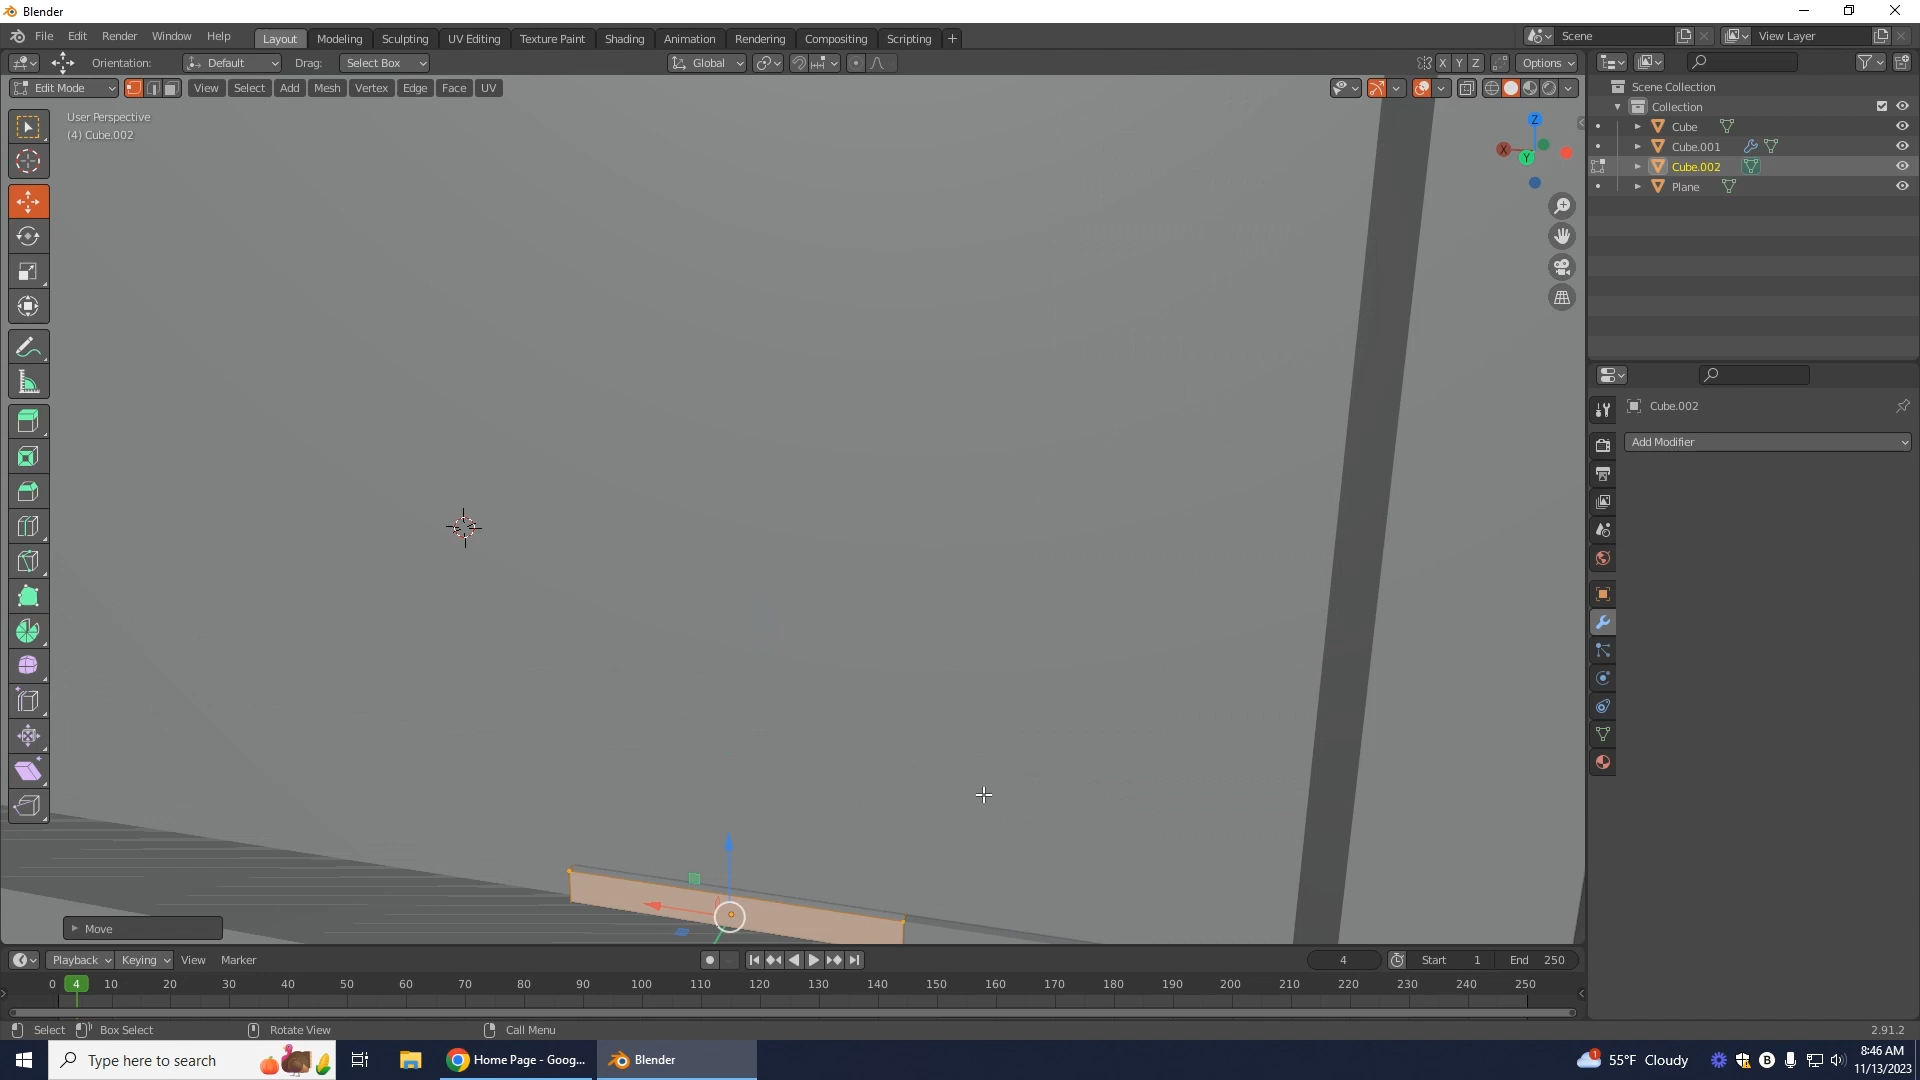 Blender
File Edit Render Window Help Layout Modeling Sculpting UV Editing Texture Paint Shading Animation Rendering Compositing Scripting + Scene View Layer
Orientation: Default Drag: Select Box Global X Y Z Options
Edit Mode View Select Add Mesh Vertex Edge Face UV
User Perspective
(4) Cube.002
Z
X
Y
Scene Collection
Collection
Cube
Cube.001
Cube.002
Plane
Cube.002
Add Modifier
Move
Playback Keying View Marker 4 Start 1 End 250
0 4 10 20 30 40 50 60 70 80 90 100 110 120 130 140 150 160 170 180 190 200 210 220 230 240 250
Select Box Select Rotate View Call Menu 2.91.2
Type here to search Home Page - Goog... Blender 1 55°F Cloudy B 8:46 AM
11/13/2023